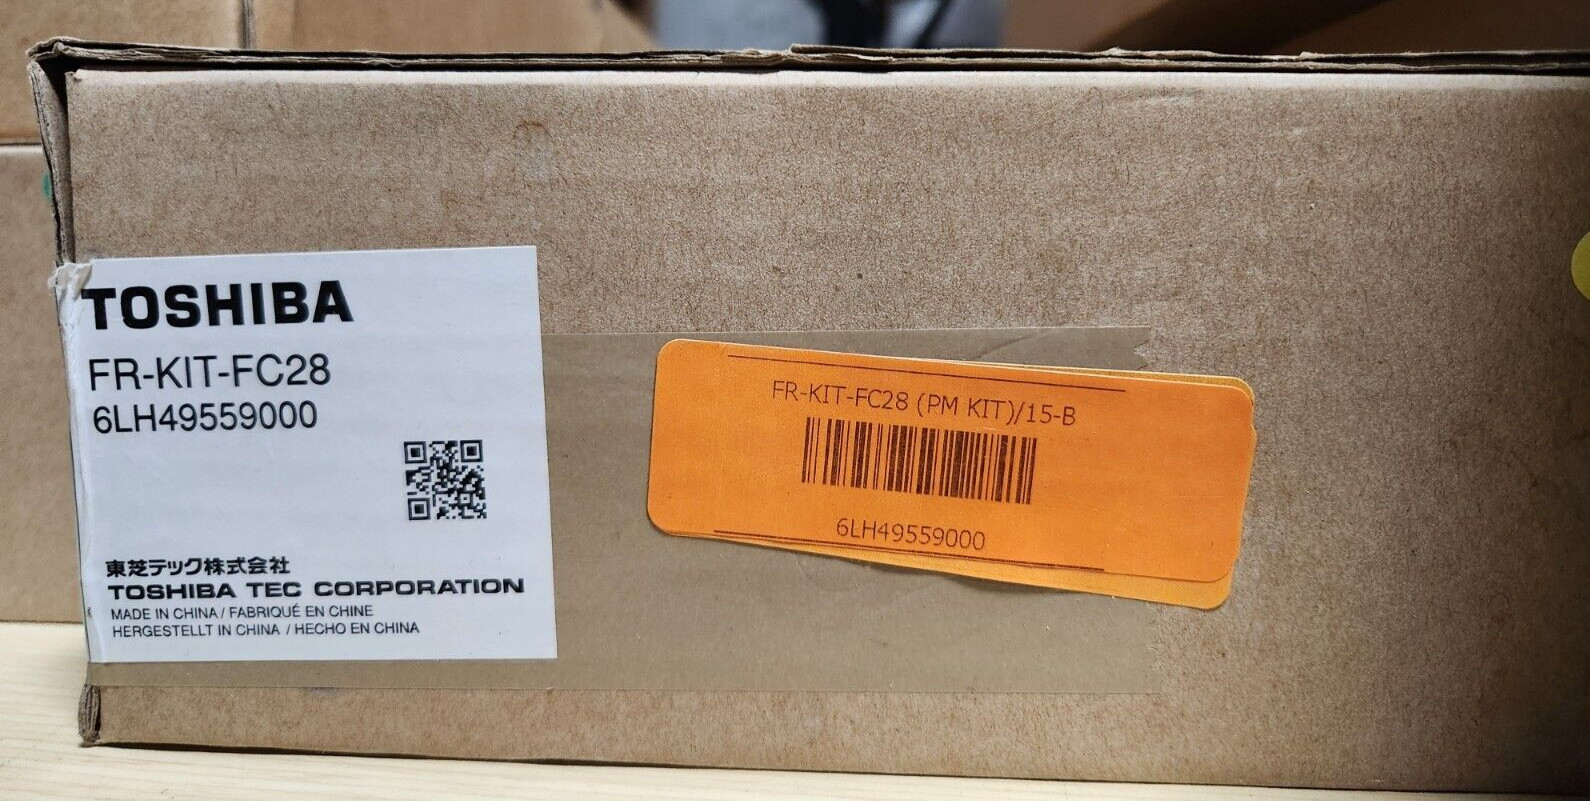 TOSHIBA
FR-KIT-FC28
6LH49559000
東芝テック株式会社
TOSHIBA TEC CORPORATION
MADE IN CHINA / FABRIQUÉ EN CHINE
HERGESTELLT IN CHINA / HECHO EN CHINA
FR-KIT-FC28 (PM KIT)/15-B
6LH49559000